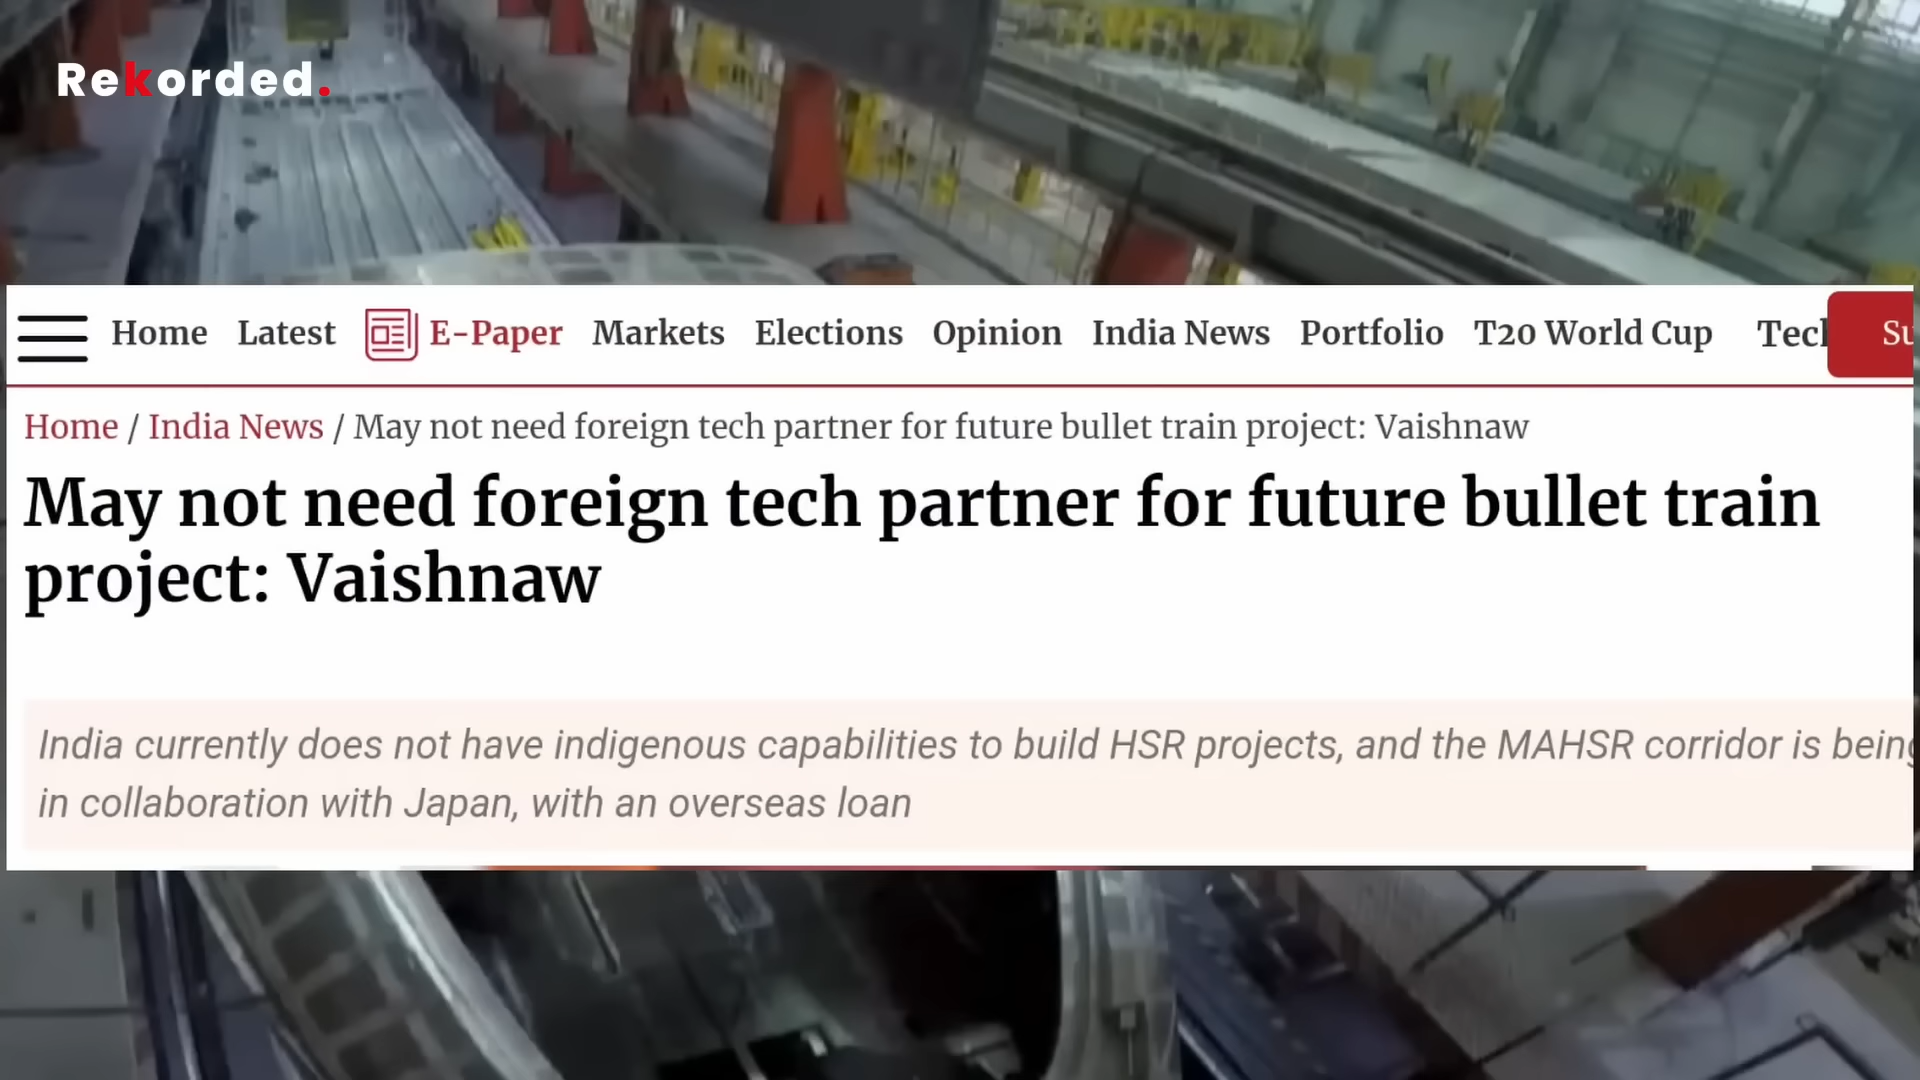 Rekorded.
Home Latest E-Paper Markets Elections Opinion India News Portfolio T20 World Cup
Home / India News / May not need foreign tech partner for future bullet train project: Vaishnaw
May not need foreign tech partner for future bullet train
project: Vaishnaw
India currently does not have indigenous capabilities to build HSR projects, and the MAHSR corridor is being
in collaboration with Japan, with an overseas loan